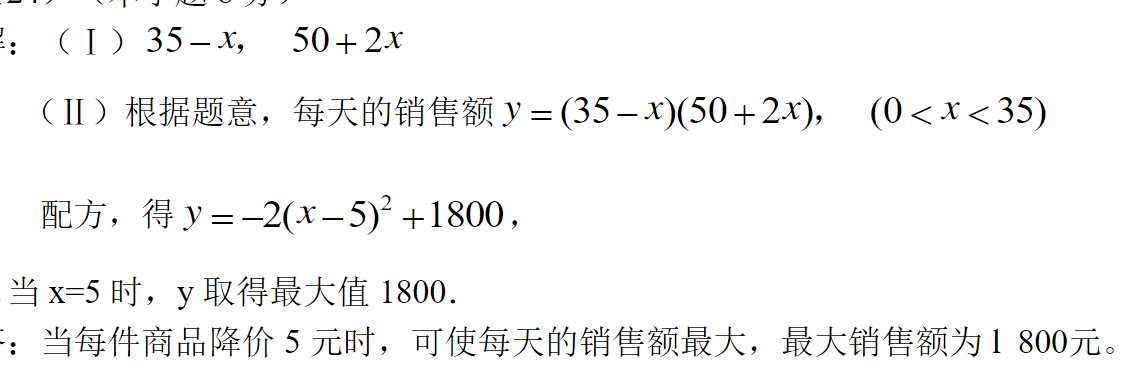 ：（Ⅰ）35－x， 50＋2x
（Ⅱ）根据题意，每天的销售额 y＝(35－x)(50＋2x)， (0＜x＜35)
配方，得 y＝－2(x－5)²＋1800，
当 x=5 时，y 取得最大值 1800．
：当每件商品降价 5 元时，可使每天的销售额最大，最大销售额为 l 800元。